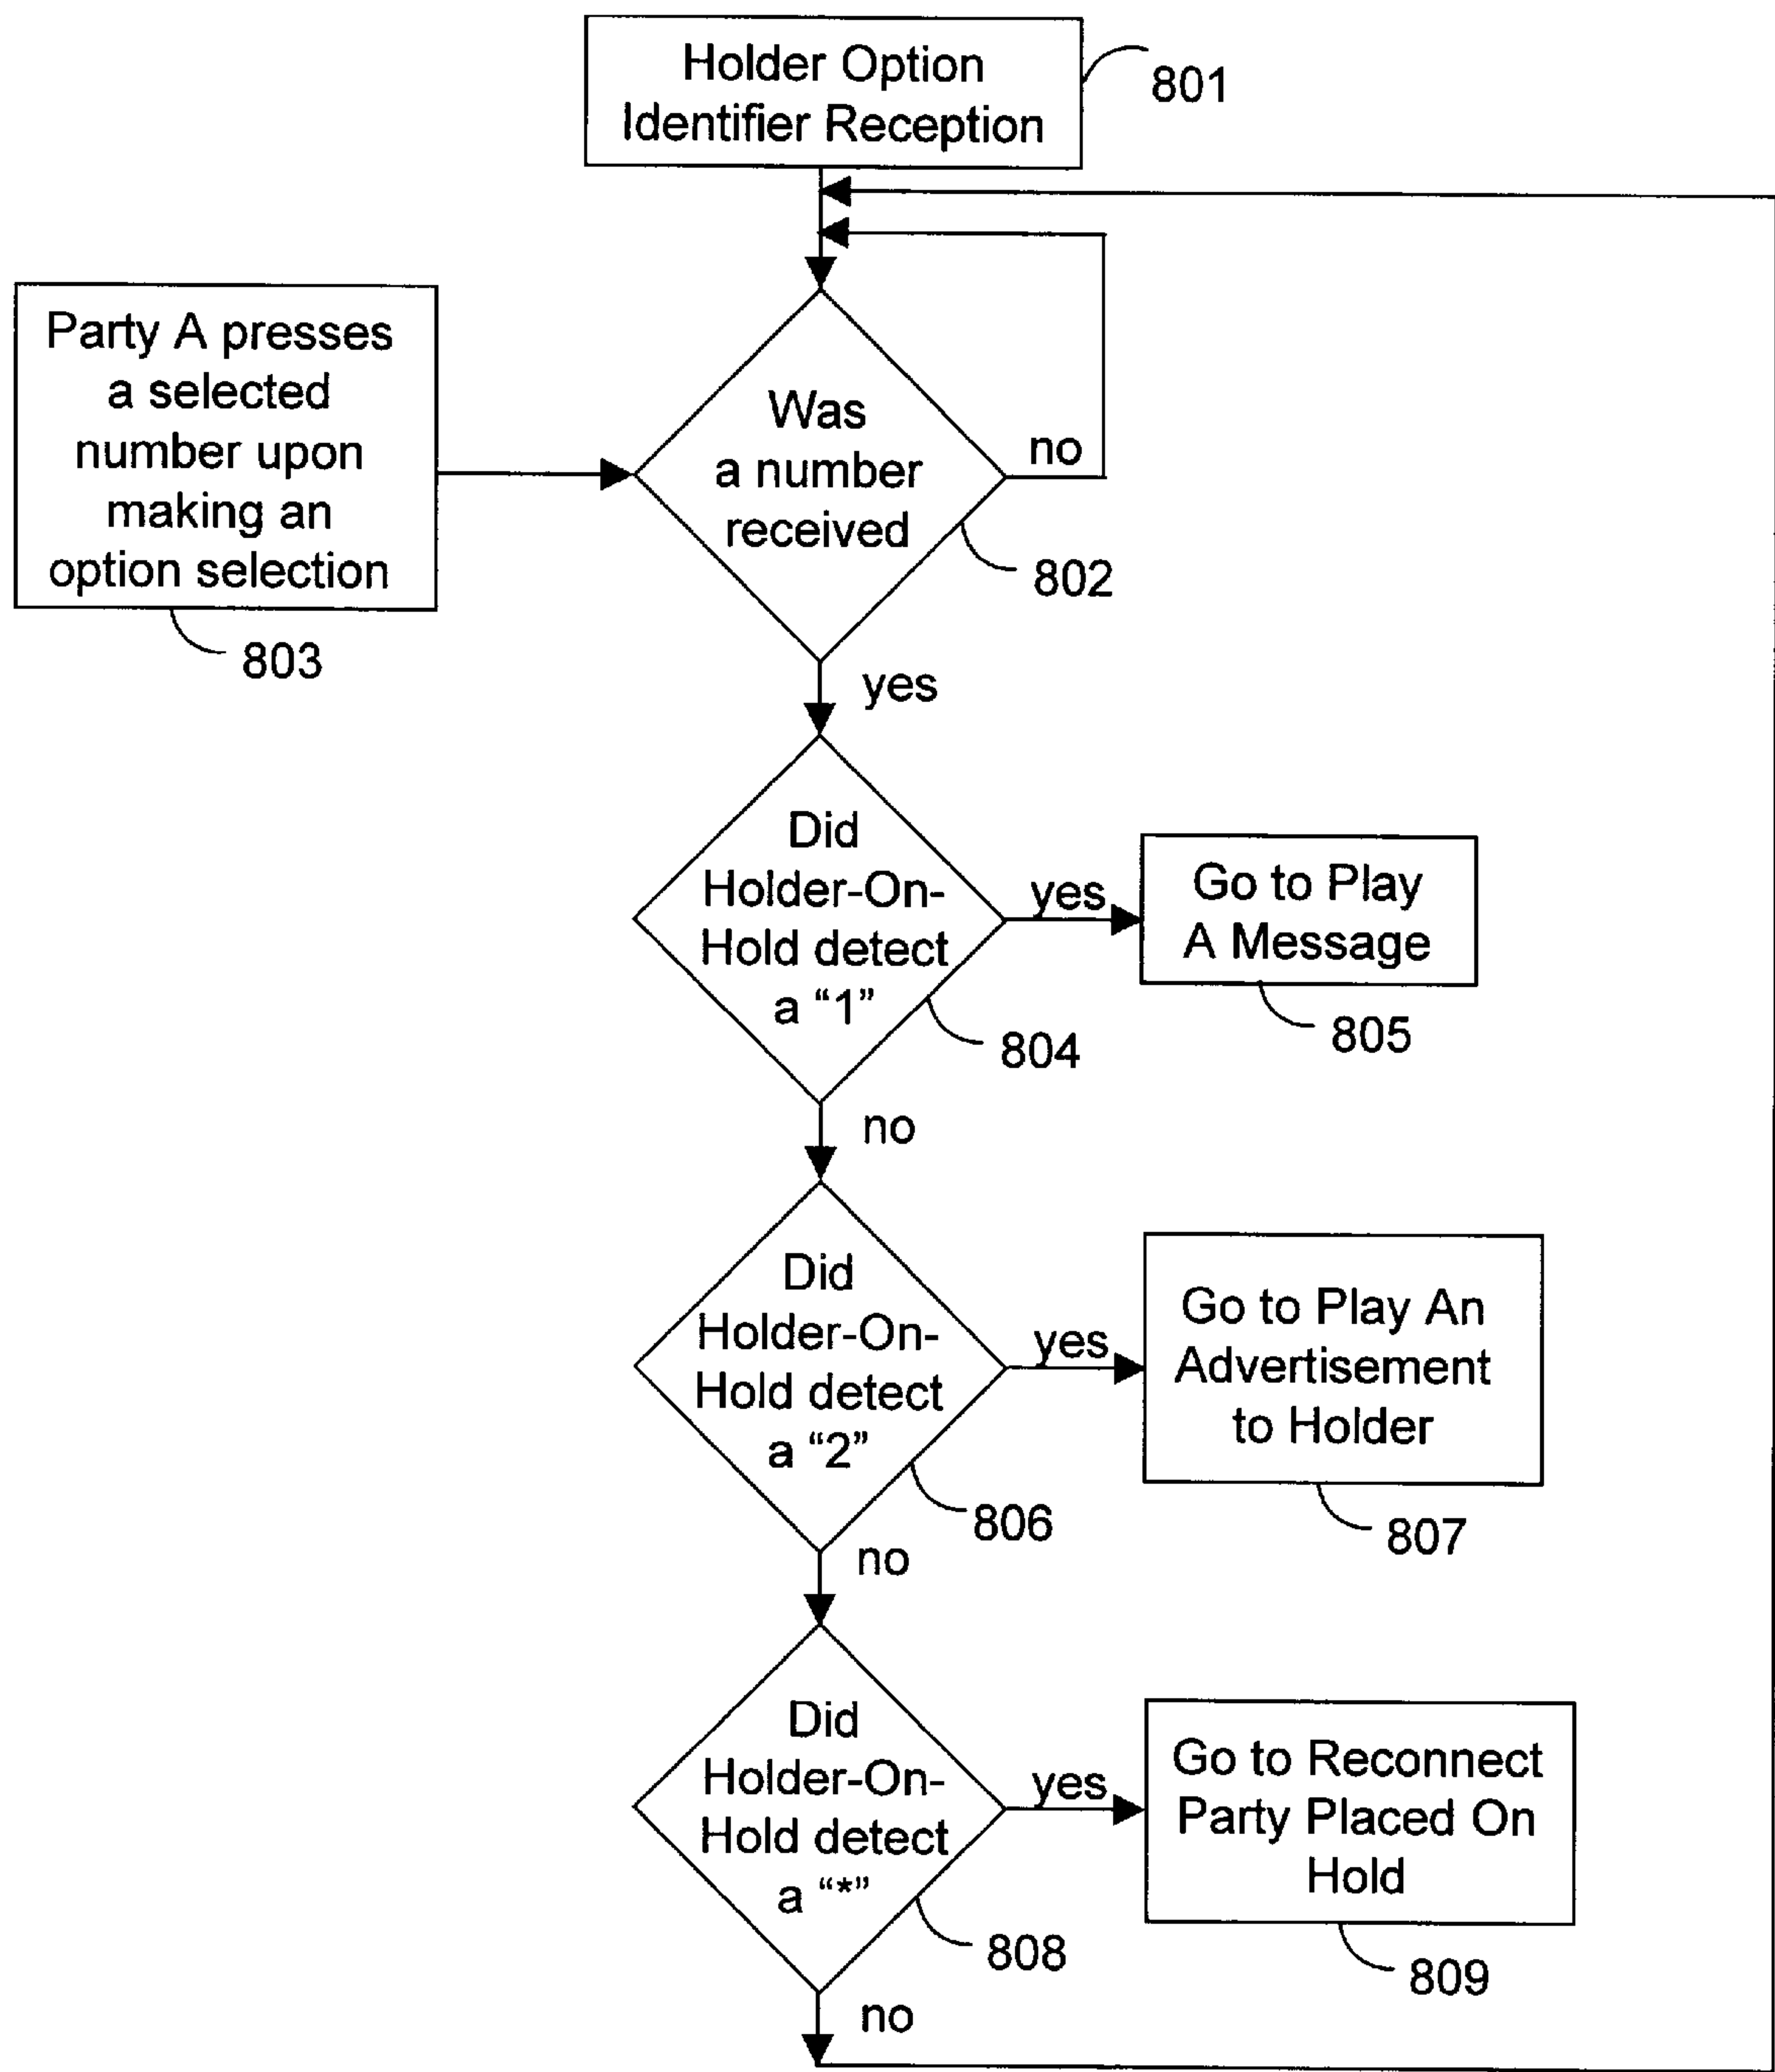 Holder Option
Identifier Reception
801
Party A presses
a selected
number upon
making an
option selection
803
Was
a number
received
no
802
yes
Did
Holder-On-
Hold detect
a “1”
yes
804
Go to Play
A Message
805
no
Did
Holder-On-
Hold detect
a “2”
yes
806
Go to Play An
Advertisement
to Holder
807
no
Did
Holder-On-
Hold detect
a “*”
yes
808
Go to Reconnect
Party Placed On
Hold
809
no